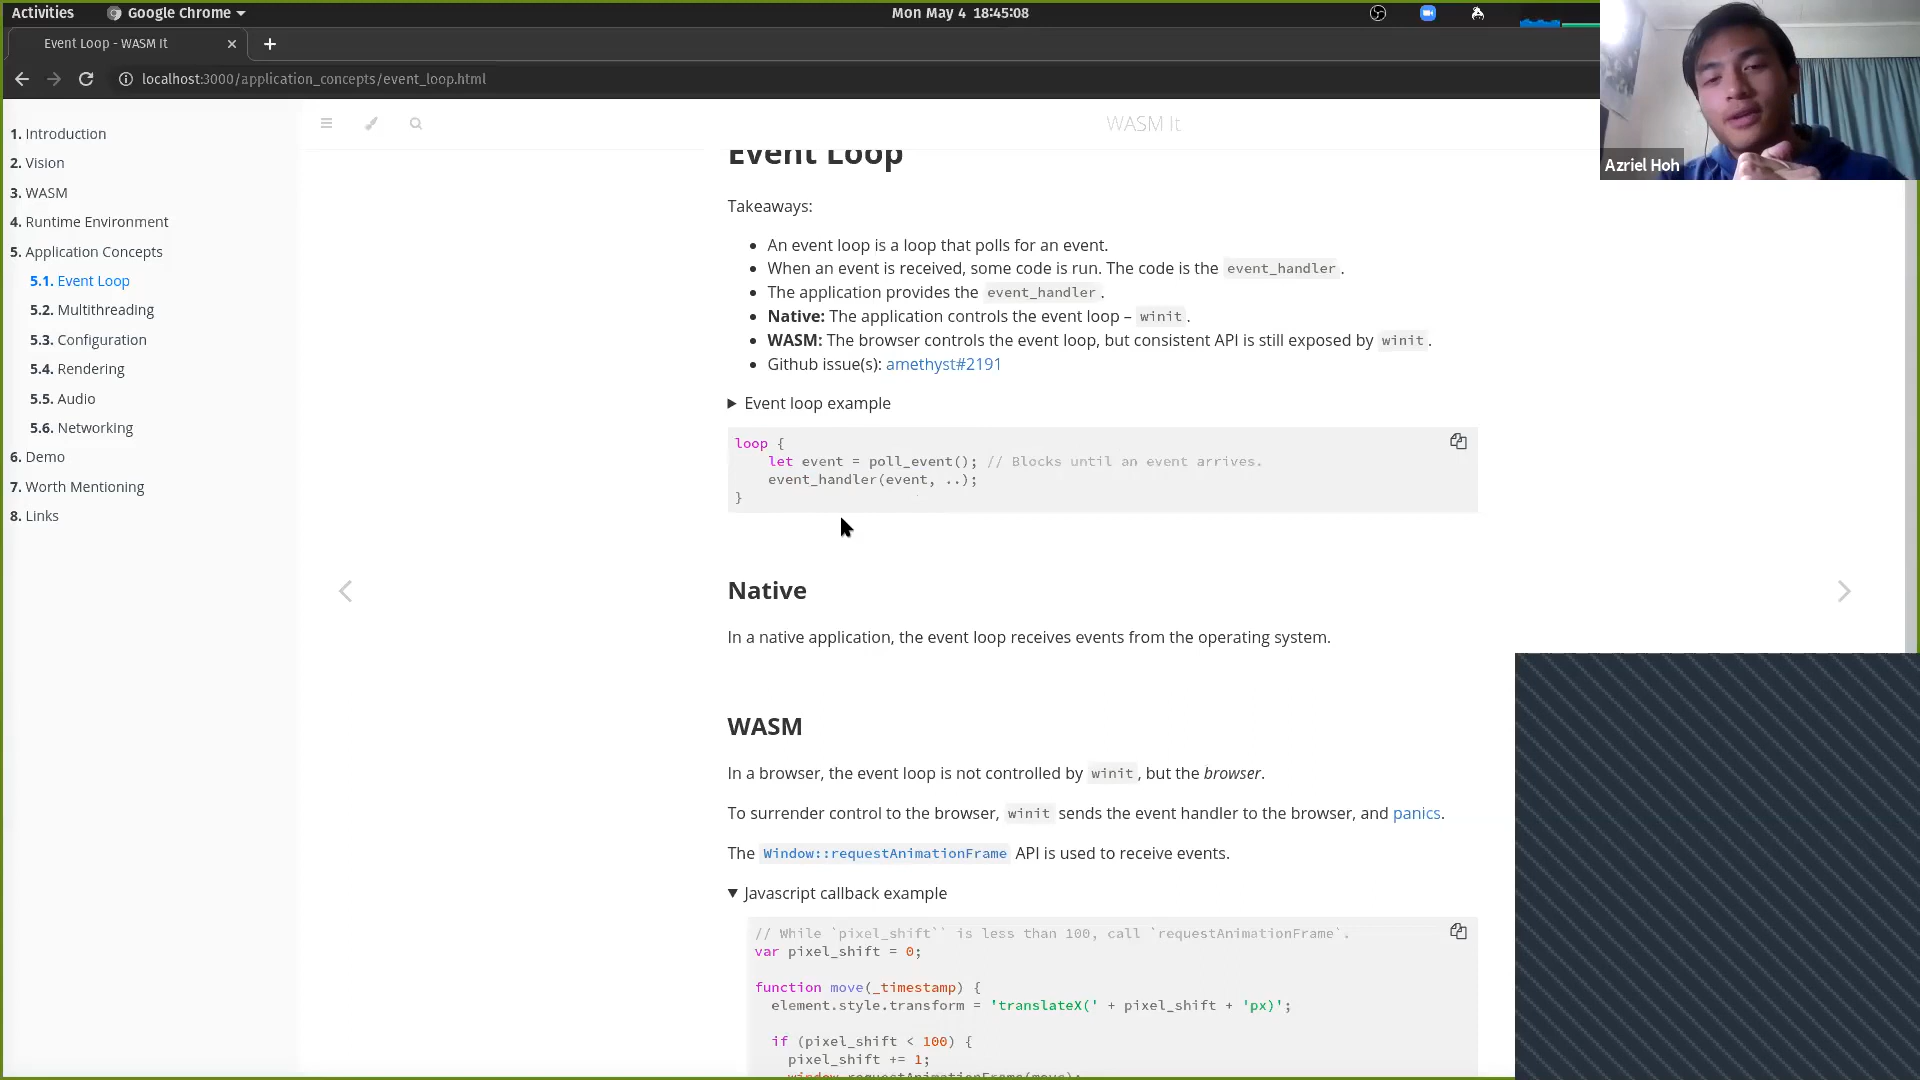 Activities
Google Chrome
Mon May 4 18:45:08
Event Loop - WASM It
localhost:3000/application_concepts/event_loop.html
Azriel Hoh
1. Introduction
2. Vision
3. WASM
4. Runtime Environment
5. Application Concepts
5.1. Event Loop
5.2. Multithreading
5.3. Configuration
5.4. Rendering
5.5. Audio
5.6. Networking
6. Demo
7. Worth Mentioning
8. Links
WASM It
Event Loop
Takeaways:
An event loop is a loop that polls for an event.
When an event is received, some code is run. The code is the event_handler.
The application provides the event_handler.
Native: The application controls the event loop – winit.
WASM: The browser controls the event loop, but consistent API is still exposed by winit.
Github issue(s): amethyst#2191
Event loop example
loop {
let event = poll_event(); // Blocks until an event arrives.
event_handler(event, ..);
}
Native
In a native application, the event loop receives events from the operating system.
WASM
In a browser, the event loop is not controlled by winit, but the browser.
To surrender control to the browser, winit sends the event handler to the browser, and panics.
The Window::requestAnimationFrame API is used to receive events.
Javascript callback example
// While `pixel_shift`` is less than 100, call `requestAnimationFrame`.
var pixel_shift = 0;
function move(_timestamp) {
element.style.transform = 'translateX(' + pixel_shift + 'px)';
if (pixel_shift < 100) {
pixel_shift += 1;
window.requestAnimationFrame(move);